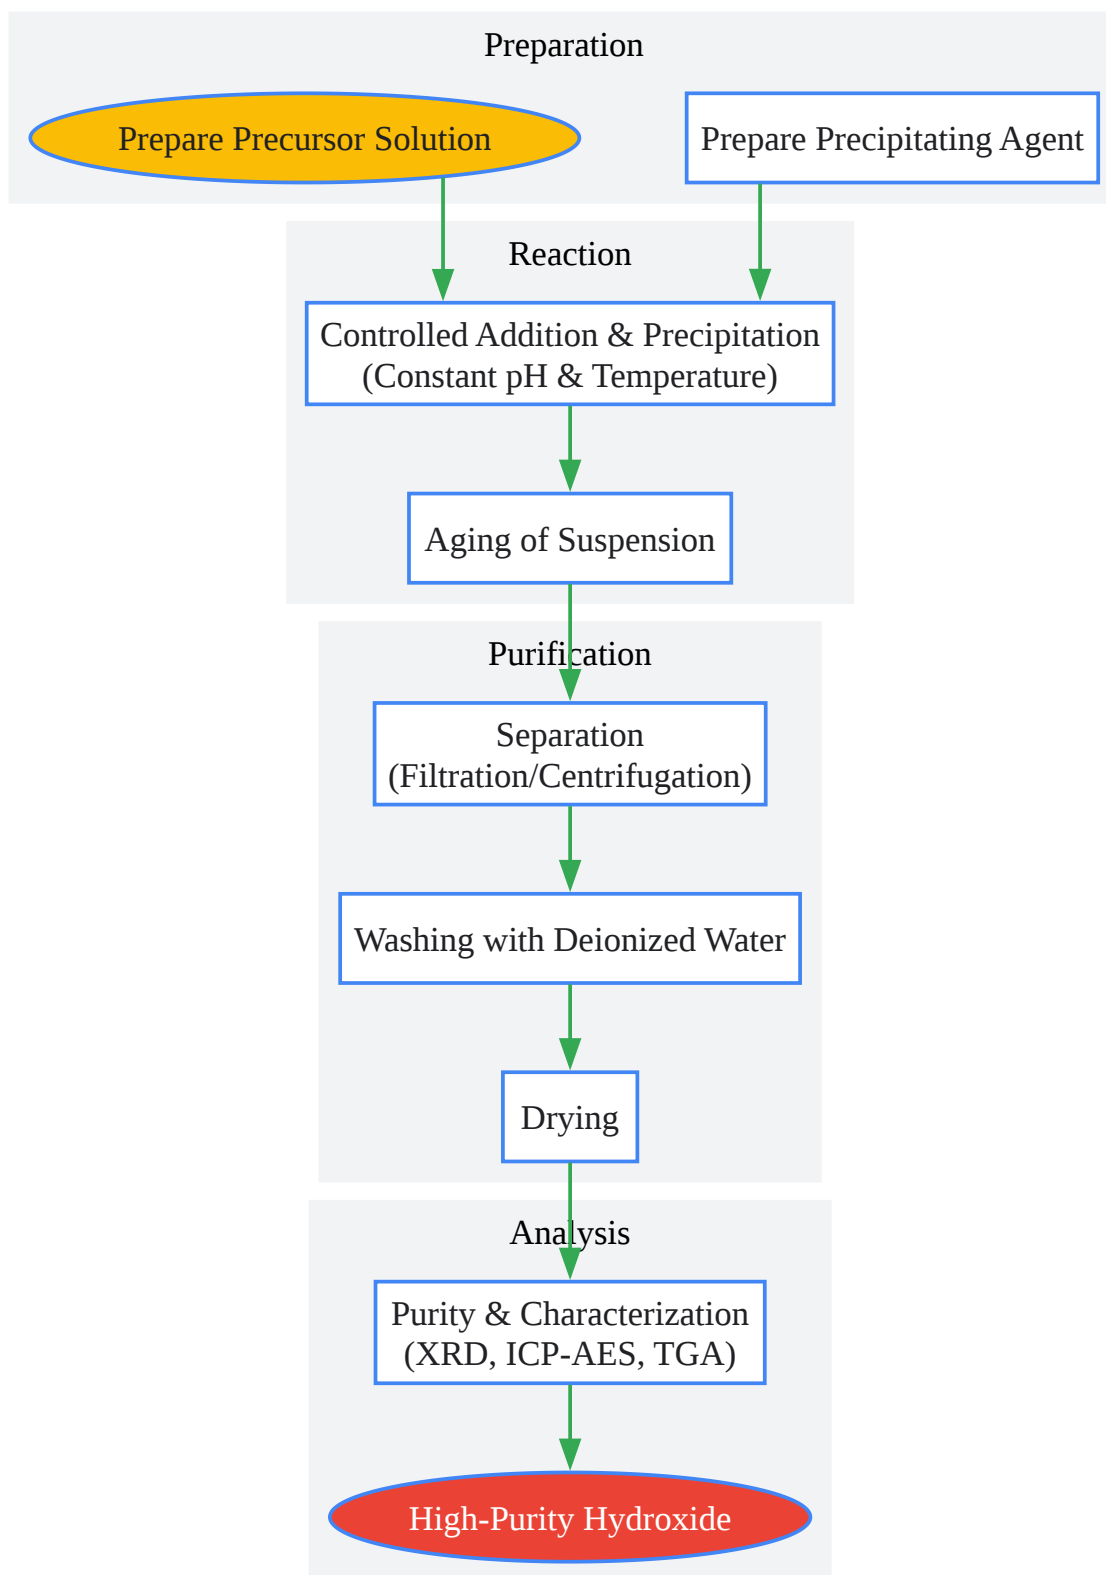 Preparation
Prepare Precursor Solution
Prepare Precipitating Agent
Reaction
Controlled Addition & Precipitation
(Constant pH & Temperature)
Aging of Suspension
Purification
Separation
(Filtration/Centrifugation)
Washing with Deionized Water
Drying
Analysis
Purity & Characterization
(XRD, ICP-AES, TGA)
High-Purity Hydroxide